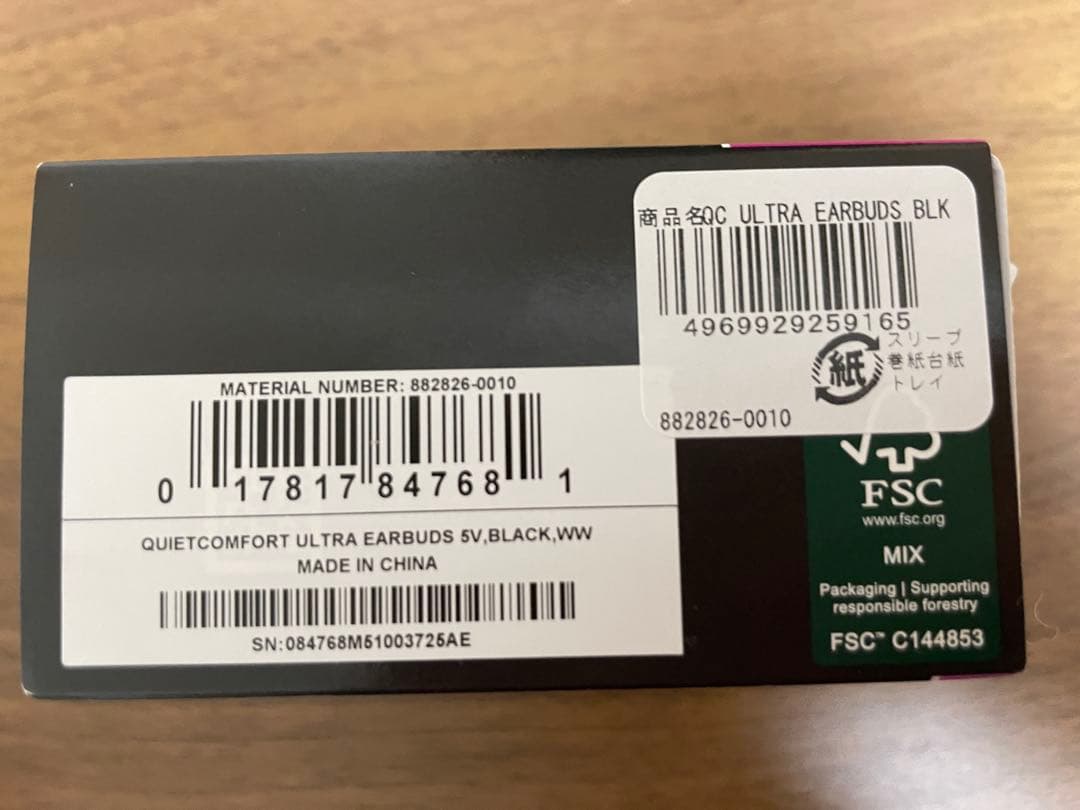 商品名QC ULTRA EARBUDS BLK
4969929259165
紙
スリーブ
巻紙台紙
トレイ
882826-0010
MATERIAL NUMBER: 882826-0010
0 17817 84768 1
QUIETCOMFORT ULTRA EARBUDS 5V,BLACK,WW
MADE IN CHINA
SN:084768M51003725AE
FSC
www.fsc.org
MIX
Packaging | Supporting
responsible forestry
FSC™ C144853